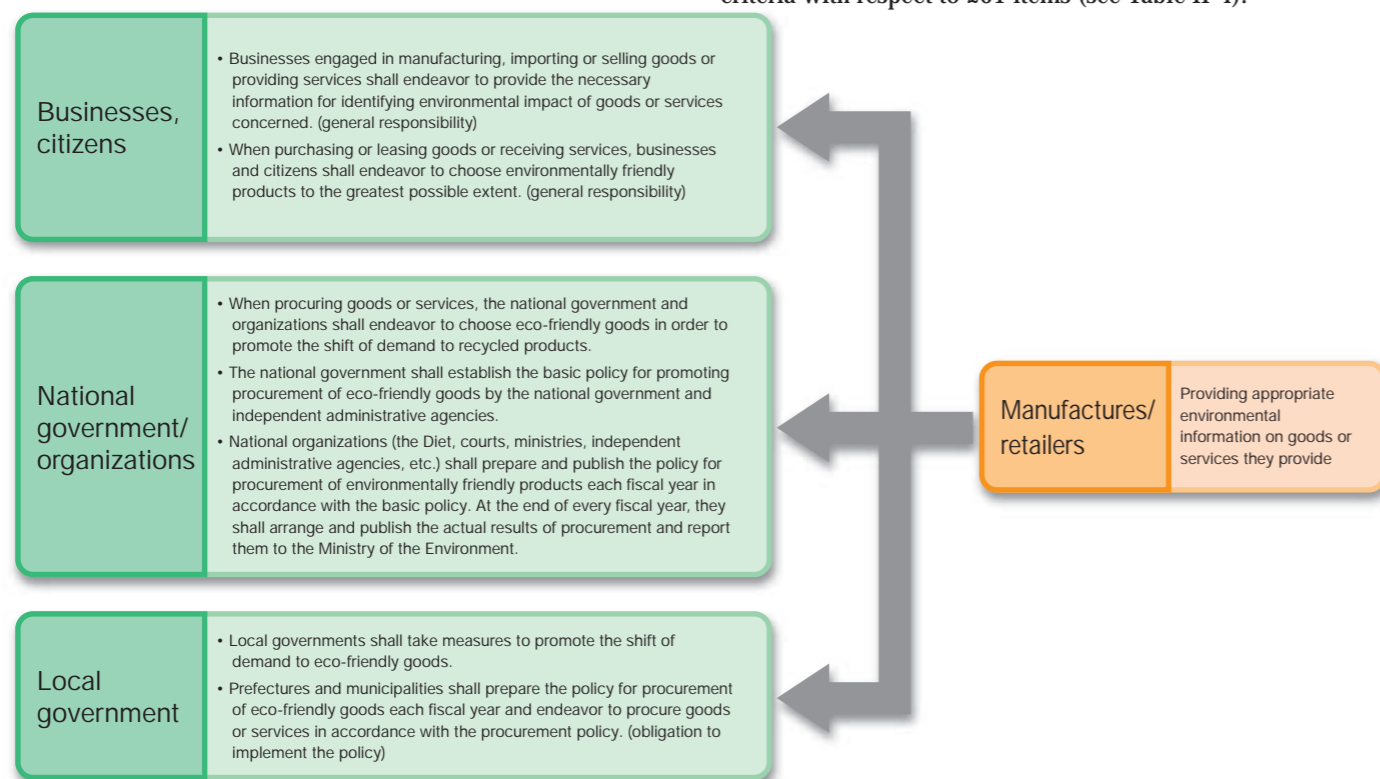 criteria with respect to 261 items (see Table II-4).
Businesses,
citizens
• Businesses engaged in manufacturing, importing or selling goods or
providing services shall endeavor to provide the necessary
information for identifying environmental impact of goods or services
concerned. (general responsibility)
• When purchasing or leasing goods or receiving services, businesses
and citizens shall endeavor to choose environmentally friendly
products to the greatest possible extent. (general responsibility)
National
government/
organizations
• When procuring goods or services, the national government and
organizations shall endeavor to choose eco-friendly goods in order to
promote the shift of demand to recycled products.
• The national government shall establish the basic policy for promoting
procurement of eco-friendly goods by the national government and
independent administrative agencies.
• National organizations (the Diet, courts, ministries, independent
administrative agencies, etc.) shall prepare and publish the policy for
procurement of environmentally friendly products each fiscal year in
accordance with the basic policy. At the end of every fiscal year, they
shall arrange and publish the actual results of procurement and report
them to the Ministry of the Environment.
Local
government
• Local governments shall take measures to promote the shift of
demand to eco-friendly goods.
• Prefectures and municipalities shall prepare the policy for procurement
of eco-friendly goods each fiscal year and endeavor to procure goods
or services in accordance with the procurement policy. (obligation to
implement the policy)
Manufactures/
retailers
Providing appropriate
environmental
information on goods or
services they provide